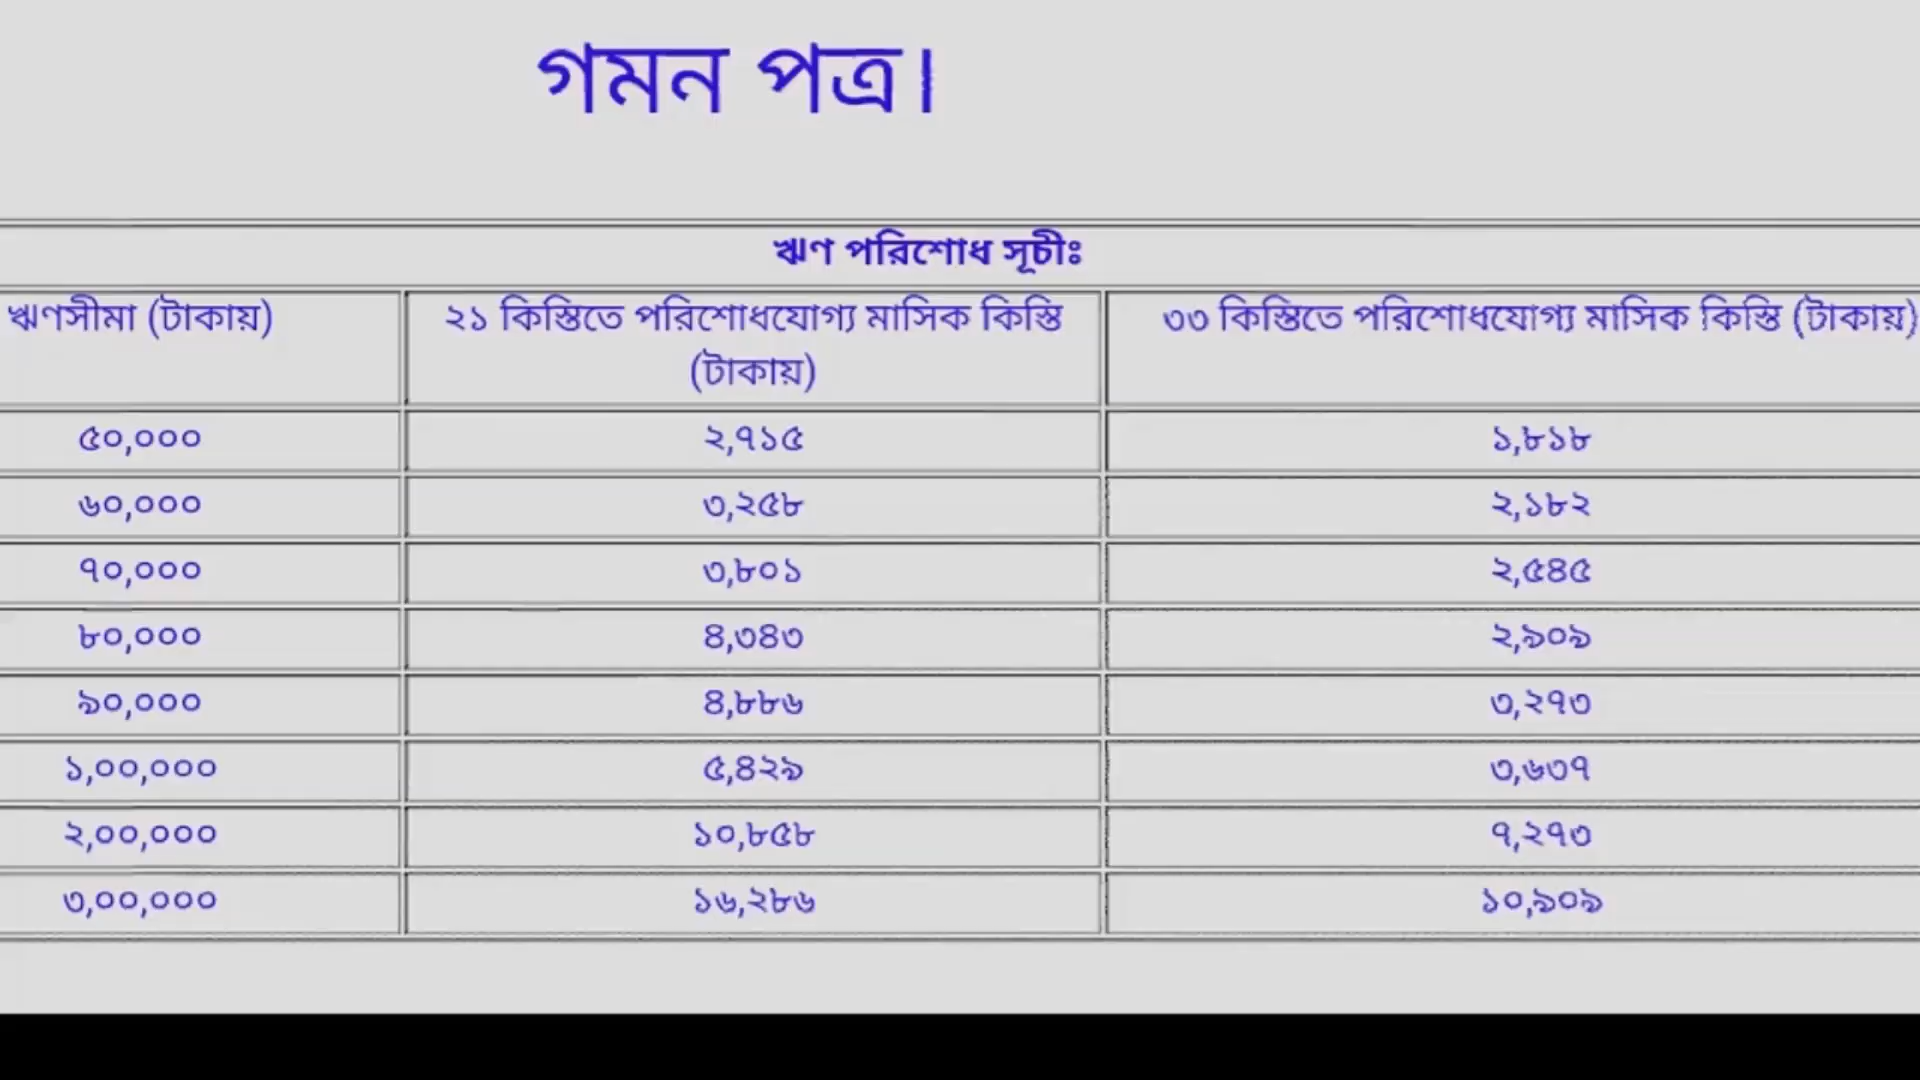 গমন পত্র।
ঋণ পরিশোধ সূচীঃ
ঋণসীমা (টাকায়) ২১ কিস্তিতে পরিশোধযোগ্য মাসিক কিস্তি (টাকায়) ৩৩ কিস্তিতে পরিশোধযোগ্য মাসিক কিস্তি (টাকায়)
৫০,০০০ ২,৭১৫ ১,৮১৮
৬০,০০০ ৩,২৫৮ ২,১৮২
৭০,০০০ ৩,৮০১ ২,৫৪৫
৮০,০০০ ৪,৩৪৩ ২,৯০৯
৯০,০০০ ৪,৮৮৬ ৩,২৭৩
১,০০,০০০ ৫,৪২৯ ৩,৬৩৭
২,০০,০০০ ১০,৮৫৮ ৭,২৭৩
৩,০০,০০০ ১৬,২৮৬ ১০,৯০৯